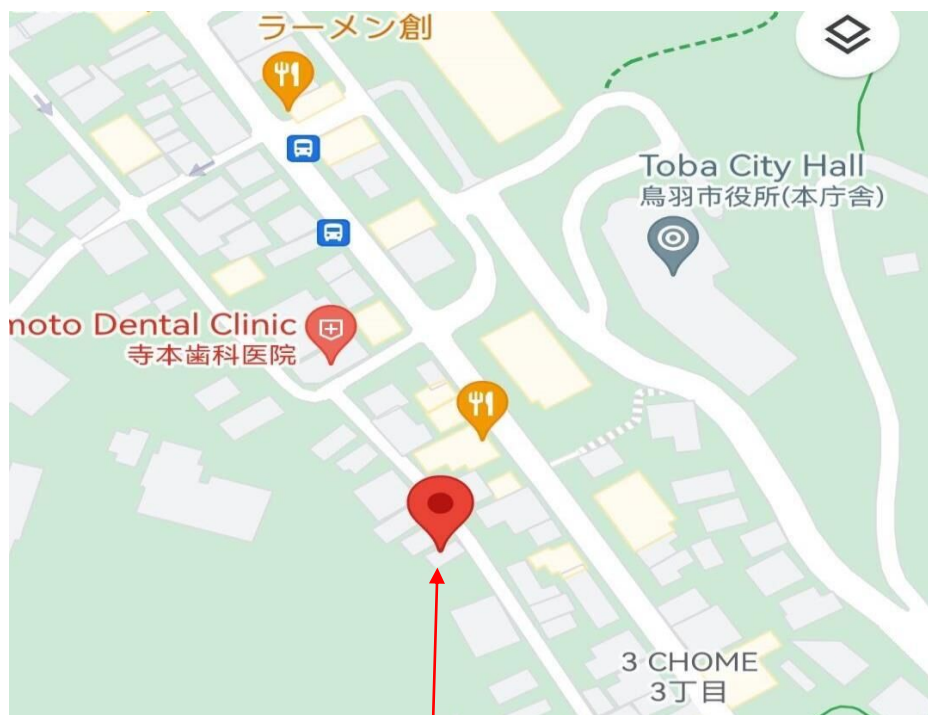 ラーメン創
Toba City Hall
鳥羽市役所(本庁舎)
moto Dental Clinic
寺本歯科医院
3 CHOME
3丁目